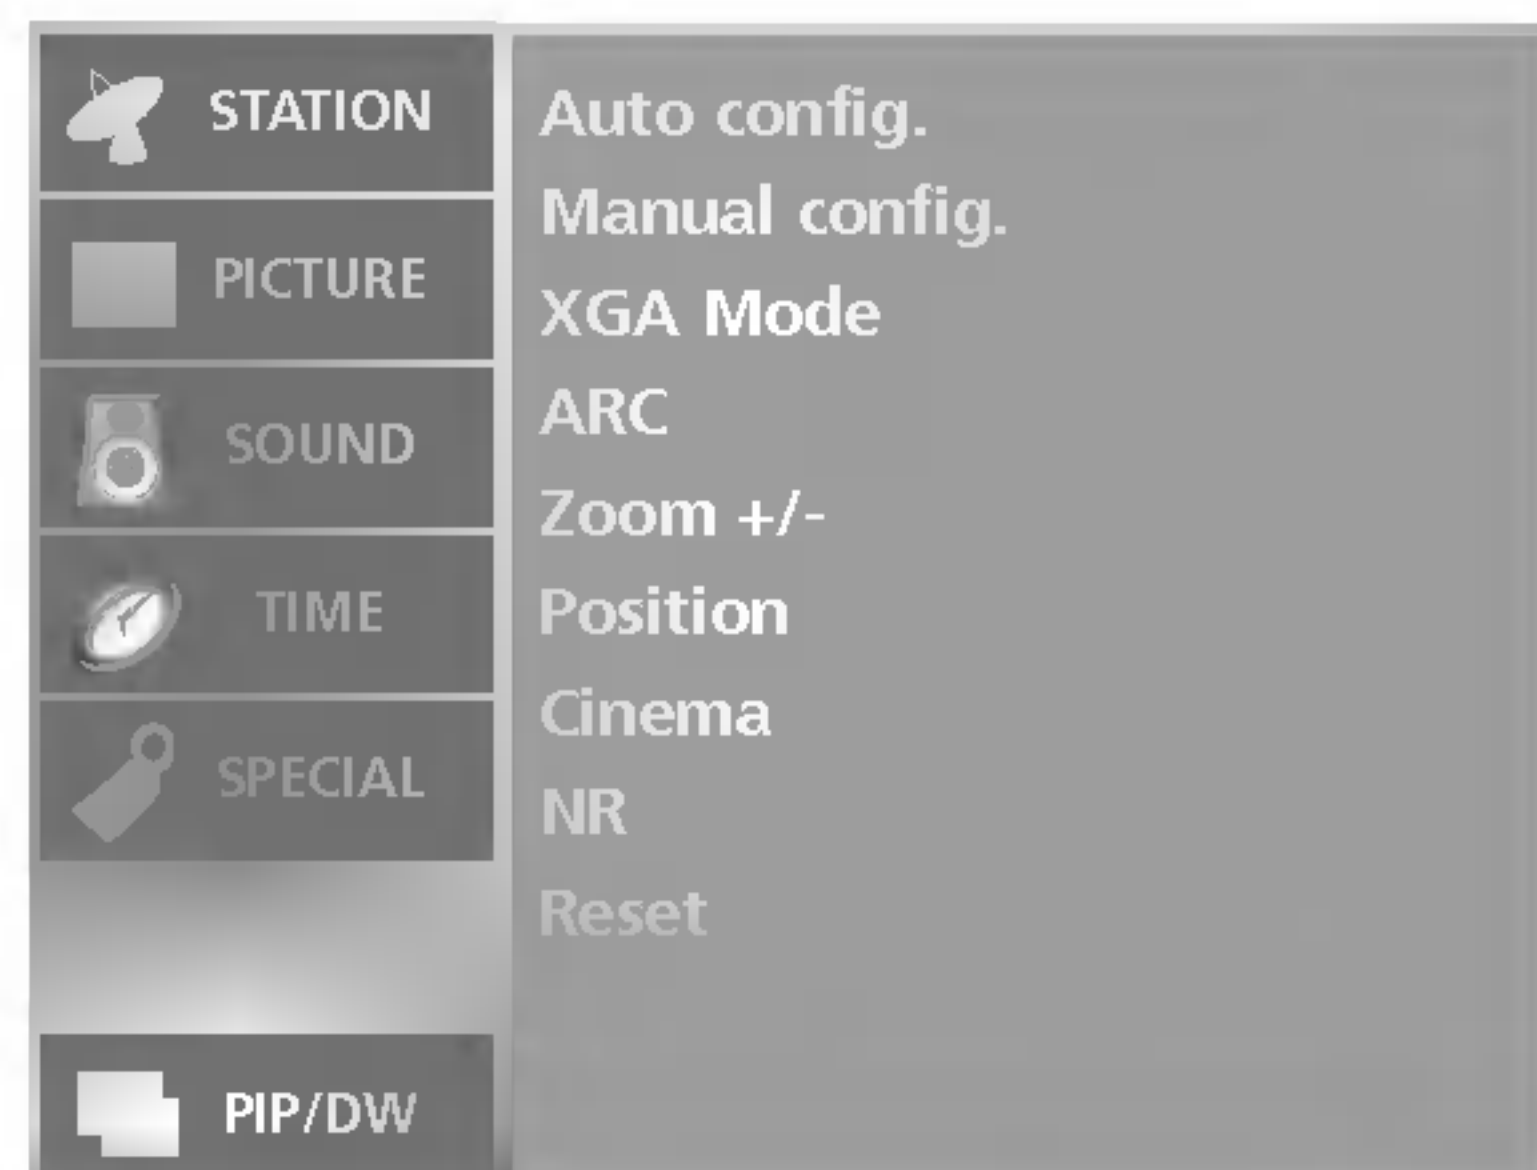 STATION
PICTURE
SOUND
TIME
SPECIAL
PIP/DW
Auto config.
Manual config.
XGA Mode
ARC
Zoom +/-
Position
Cinema
NR
Reset